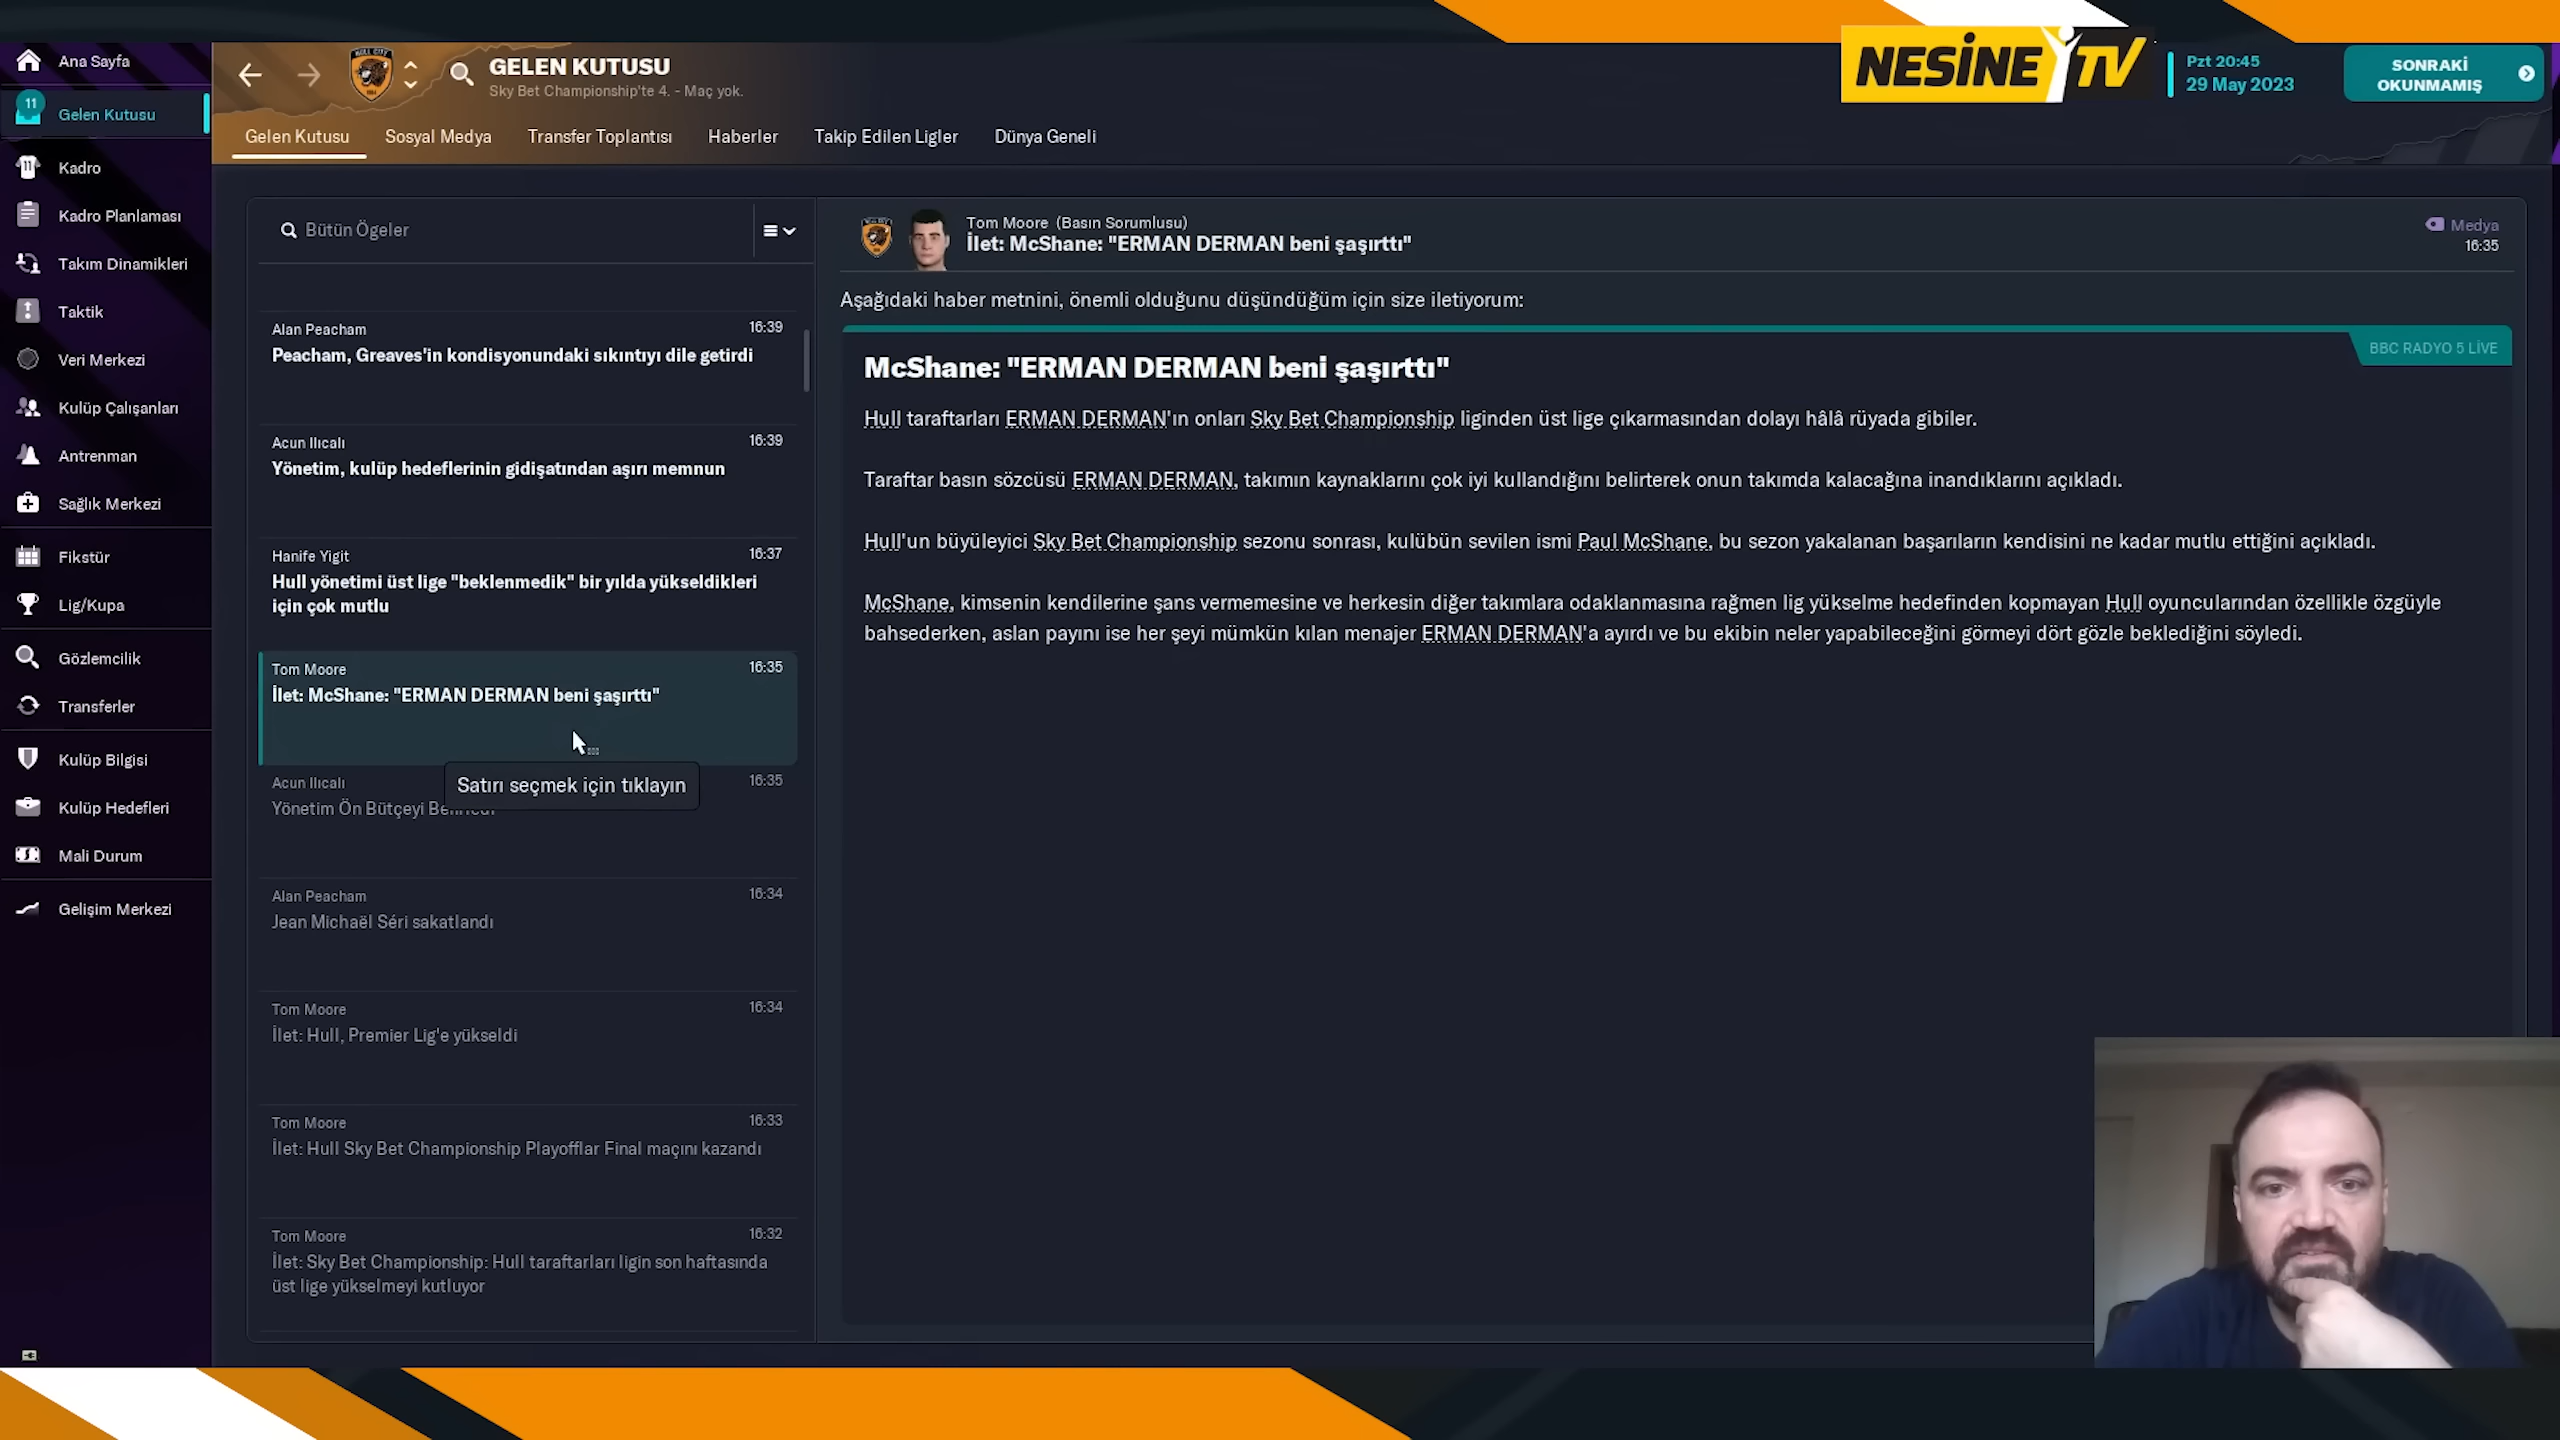 Ana Sayfa
11
Gelen Kutusu
Kadro
Kadro Planlaması
Takım Dinamikleri
Taktik
Veri Merkezi
Kulüp Çalışanları
Antrenman
Sağlık Merkezi
Fikstür
Lig/Kupa
Gözlemcilik
Transferler
Kulüp Bilgisi
Kulüp Hedefleri
Mali Durum
Gelişim Merkezi
GELEN KUTUSU
Sky Bet Championship'te 4. - Maç yok.
NESİNE TV
Pzt 20:45
29 May 2023
SONRAKİ
OKUNMAMIŞ
Gelen Kutusu
Sosyal Medya
Transfer Toplantısı
Haberler
Takip Edilen Ligler
Dünya Geneli
Bütün Ögeler
Alan Peacham 16:39
Peacham, Greaves'in kondisyonundaki sıkıntıyı dile getirdi
Acun Ilıcalı 16:39
Yönetim, kulüp hedeflerinin gidişatından aşırı memnun
Hanife Yigit 16:37
Hull yönetimi üst lige "beklenmedik" bir yılda yükseldikleri
için çok mutlu
Tom Moore 16:35
İlet: McShane: "ERMAN DERMAN beni şaşırttı"
Satırı seçmek için tıklayın
Acun Ilıcalı 16:35
Yönetim Ön Bütçeyi
Alan Peacham 16:34
Jean Michaël Séri sakatlandı
Tom Moore 16:34
İlet: Hull, Premier Lig'e yükseldi
Tom Moore 16:33
İlet: Hull Sky Bet Championship Playofflar Final maçını kazandı
Tom Moore 16:32
İlet: Sky Bet Championship: Hull taraftarları ligin son haftasında
üst lige yükselmeyi kutluyor
Tom Moore (Basın Sorumlusu)
İlet: McShane: "ERMAN DERMAN beni şaşırttı"
Medya
16:35
Aşağıdaki haber metnini, önemli olduğunu düşündüğüm için size iletiyorum:
BBC RADYO 5 LİVE
McShane: "ERMAN DERMAN beni şaşırttı"
Hull taraftarları ERMAN DERMAN'ın onları Sky Bet Championship liginden üst lige çıkarmasından dolayı hâlâ rüyada gibiler.
Taraftar basın sözcüsü ERMAN DERMAN, takımın kaynaklarını çok iyi kullandığını belirterek onun takımda kalacağına inandıklarını açıkladı.
Hull'un büyüleyici Sky Bet Championship sezonu sonrası, kulübün sevilen ismi Paul McShane, bu sezon yakalanan başarıların kendisini ne kadar mutlu ettiğini açıkladı.
McShane, kimsenin kendilerine şans vermemesine ve herkesin diğer takımlara odaklanmasına rağmen lig yükselme hedefinden kopmayan Hull oyuncularından özellikle özgüyle
bahsederken, aslan payını ise her şeyi mümkün kılan menajer ERMAN DERMAN'a ayırdı ve bu ekibin neler yapabileceğini görmeyi dört gözle beklediğini söyledi.